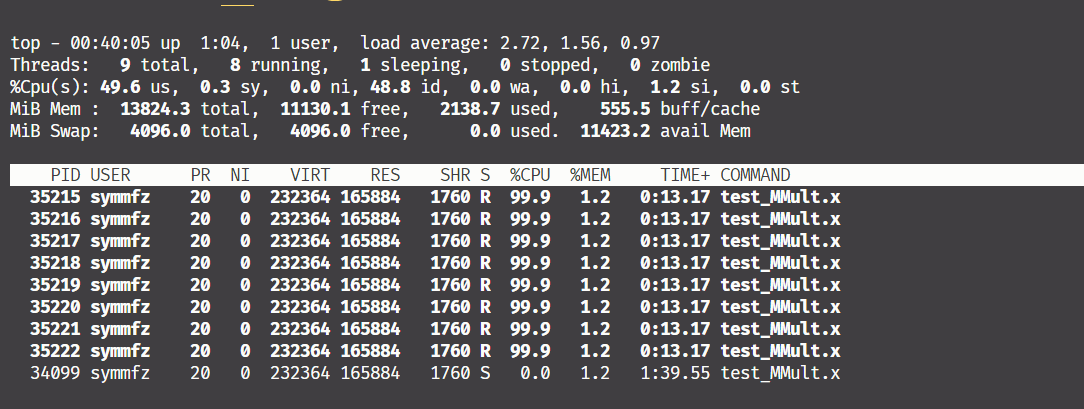 top - 00:40:05 up  1:04,  1 user,  load average: 2.72, 1.56, 0.97
Threads:   9 total,   8 running,   1 sleeping,   0 stopped,   0 zombie
%Cpu(s): 49.6 us,  0.3 sy,  0.0 ni, 48.8 id,  0.0 wa,  0.0 hi,  1.2 si,  0.0 st
MiB Mem :  13824.3 total,  11130.1 free,   2138.7 used,    555.5 buff/cache
MiB Swap:   4096.0 total,   4096.0 free,      0.0 used.  11423.2 avail Mem
    PID USER      PR  NI    VIRT    RES    SHR S  %CPU  %MEM     TIME+ COMMAND
  35215 symmfz    20   0  232364 165884   1760 R  99.9   1.2   0:13.17 test_MMult.x
  35216 symmfz    20   0  232364 165884   1760 R  99.9   1.2   0:13.17 test_MMult.x
  35217 symmfz    20   0  232364 165884   1760 R  99.9   1.2   0:13.17 test_MMult.x
  35218 symmfz    20   0  232364 165884   1760 R  99.9   1.2   0:13.17 test_MMult.x
  35219 symmfz    20   0  232364 165884   1760 R  99.9   1.2   0:13.17 test_MMult.x
  35220 symmfz    20   0  232364 165884   1760 R  99.9   1.2   0:13.17 test_MMult.x
  35221 symmfz    20   0  232364 165884   1760 R  99.9   1.2   0:13.17 test_MMult.x
  35222 symmfz    20   0  232364 165884   1760 R  99.9   1.2   0:13.17 test_MMult.x
  34099 symmfz    20   0  232364 165884   1760 S   0.0   1.2   1:39.55 test_MMult.x